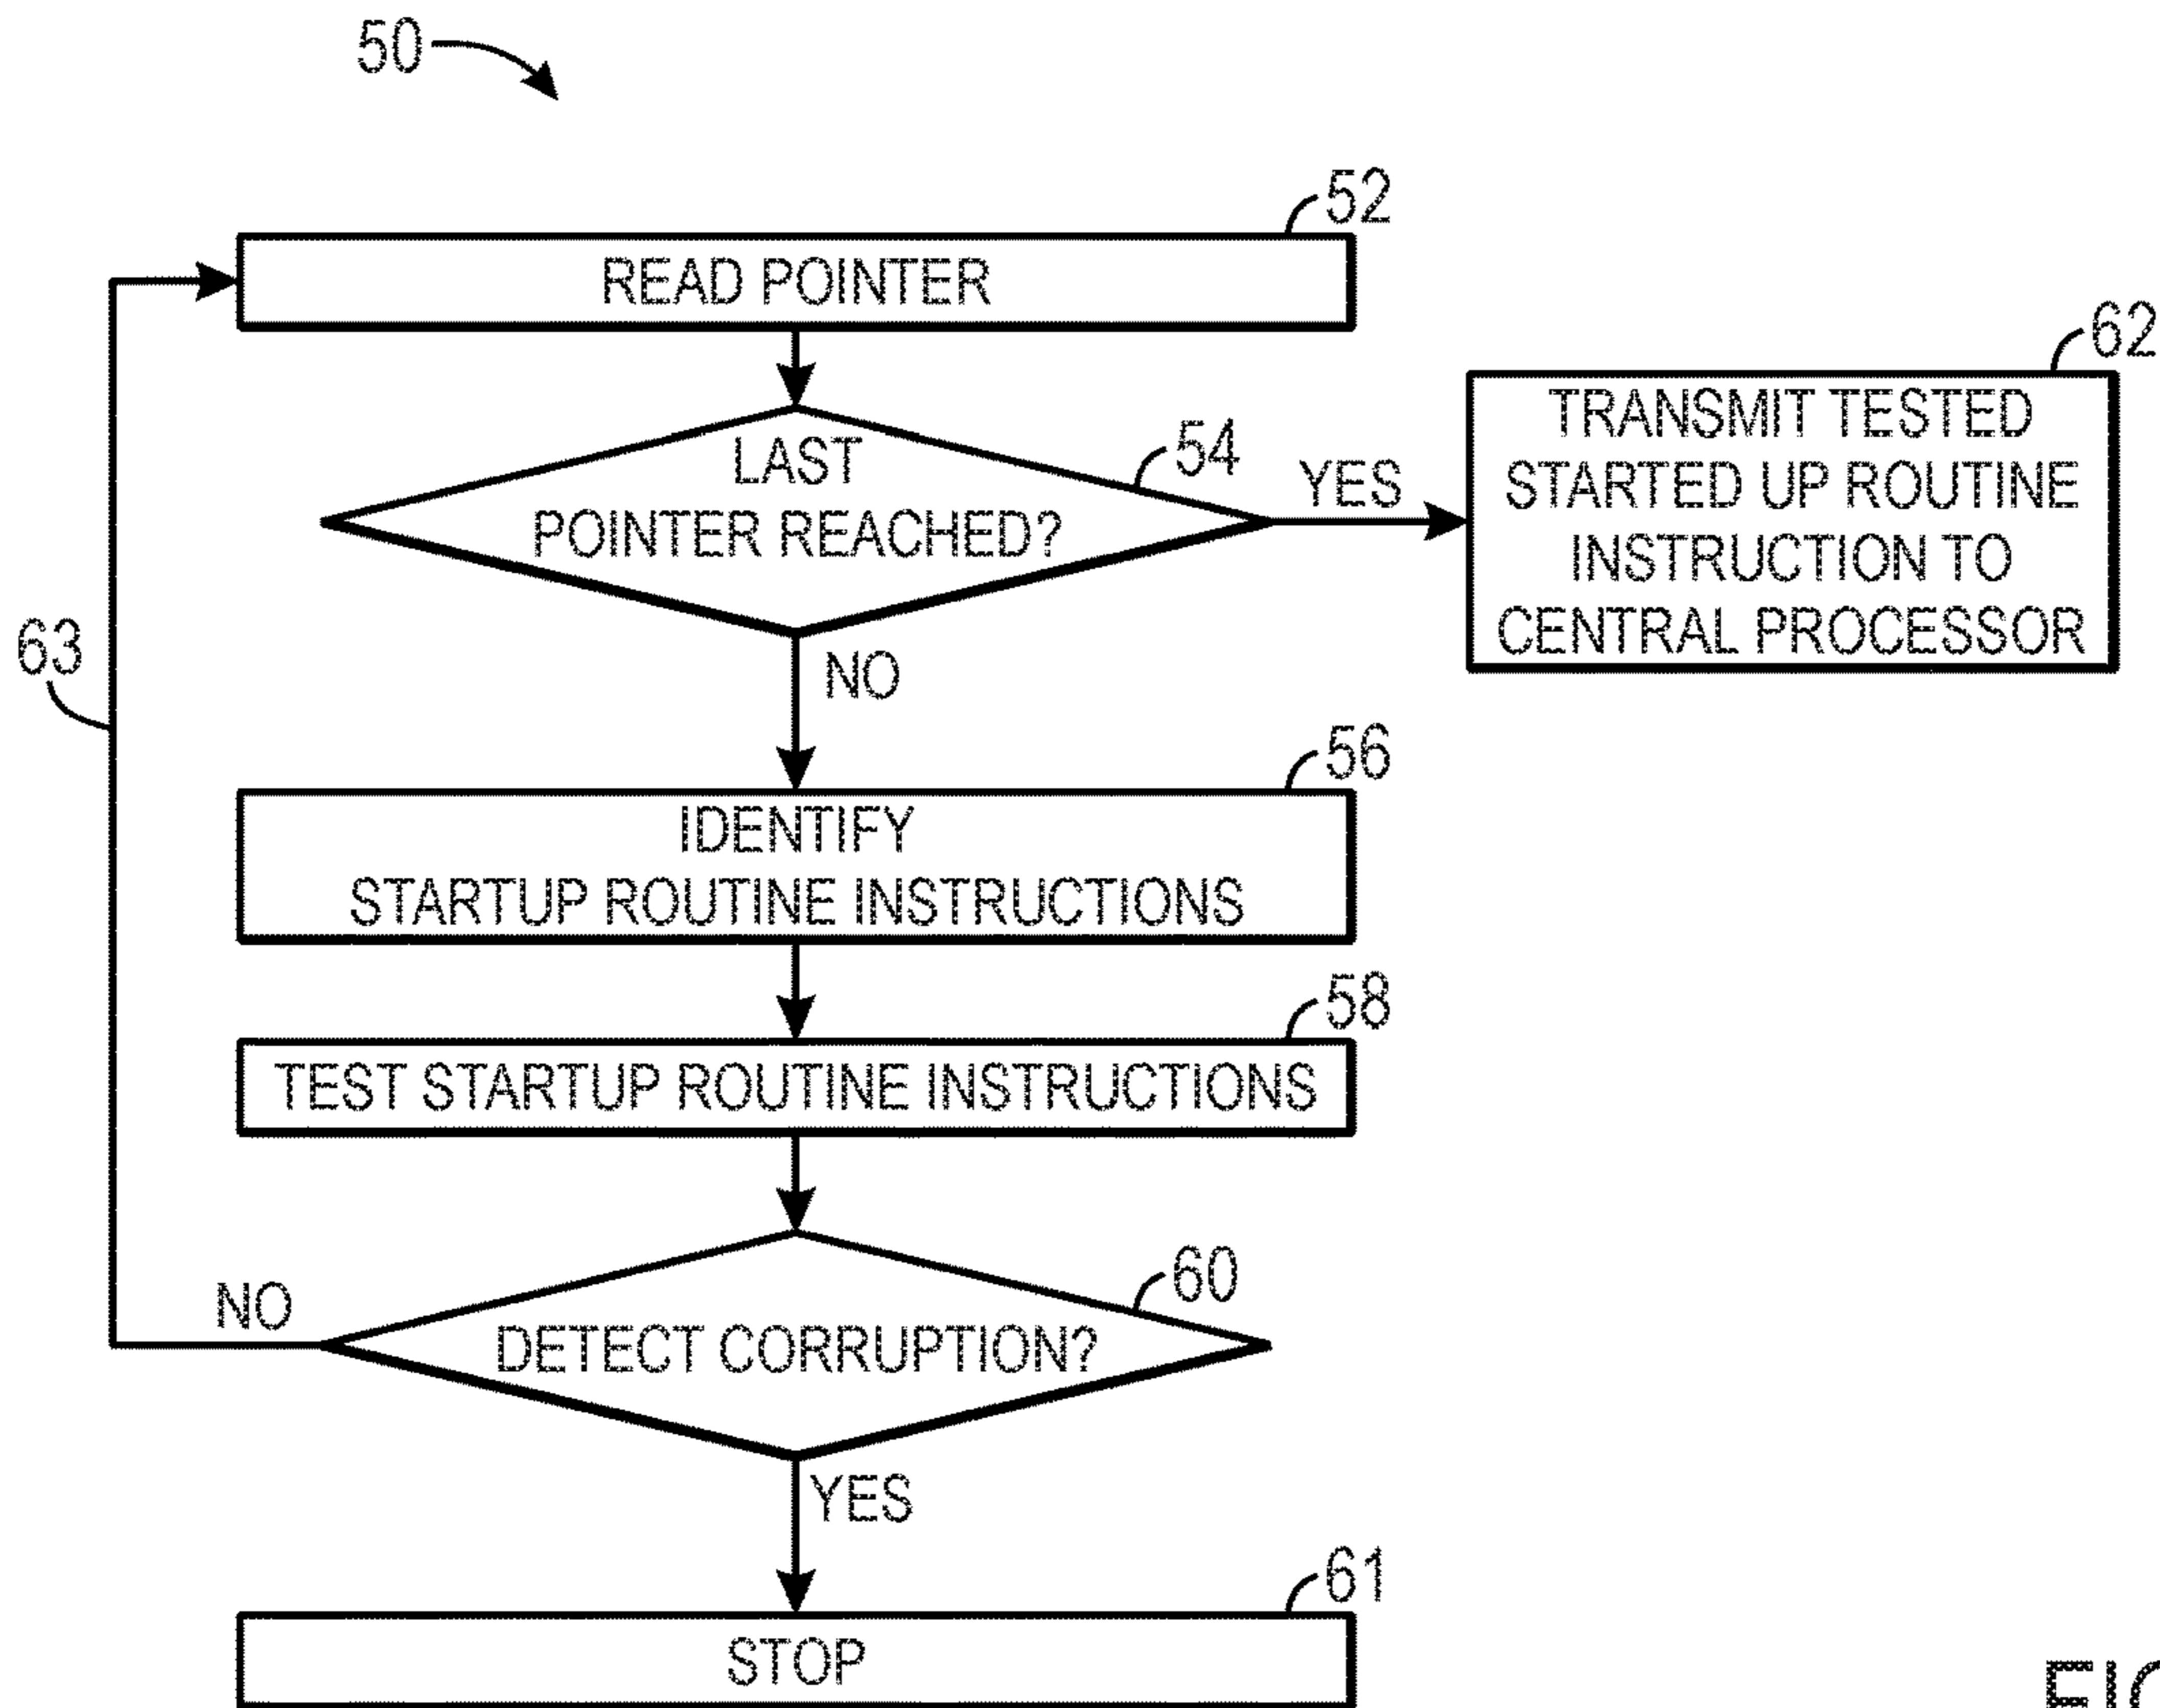 50
52
READ POINTER
62
TRANSMIT TESTED
STARTED UP ROUTINE
INSTRUCTION TO
CENTRAL PROCESSOR
54
LAST
POINTER REACHED?
YES
63
NO
56
IDENTIFY
STARTUP ROUTINE INSTRUCTIONS
58
TEST STARTUP ROUTINE INSTRUCTIONS
60
NO
DETECT CORRUPTION?
YES
61
STOP